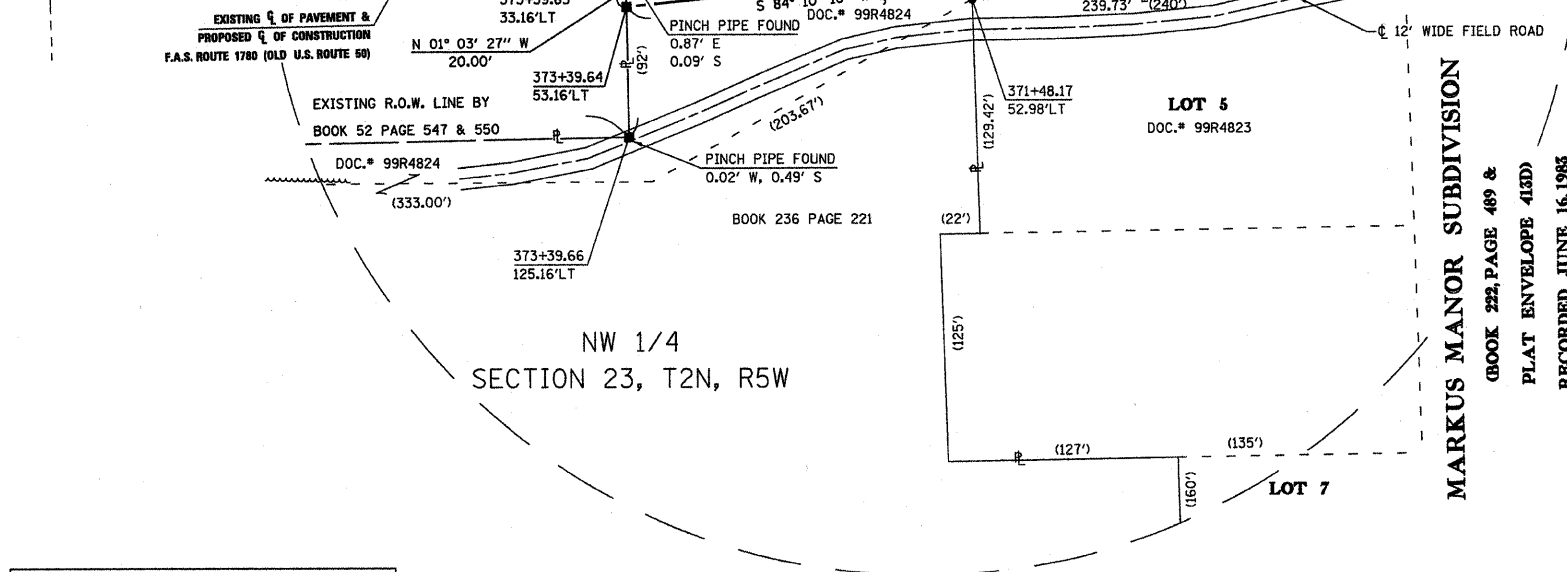 EXISTING ℄ OF PAVEMENT &
PROPOSED ℄ OF CONSTRUCTION
F.A.S. ROUTE 1780 (OLD U.S. ROUTE 50)
33.16'LT
N 01° 03' 27" W
20.00'
373+39.64
53.16'LT
(92')
PINCH PIPE FOUND
0.87' E
0.09' S
DOC.# 99R4824
239.73' (240')
℄ 12' WIDE FIELD ROAD
EXISTING R.O.W. LINE BY
BOOK 52 PAGE 547 & 550
DOC.# 99R4824
(333.00')
(203.67')
PINCH PIPE FOUND
0.02' W, 0.49' S
371+48.17
52.98'LT
(129.42')
LOT 5
DOC.# 99R4823
BOOK 236 PAGE 221
(22')
373+39.66
125.16'LT
NW 1/4
SECTION 23, T2N, R5W
(125')
(127')
(135')
(160')
LOT 7
MARKUS MANOR SUBDIVISION
(BOOK 222, PAGE 489 &
PLAT ENVELOPE 413D)
RECORDED JUNE 16, 1983